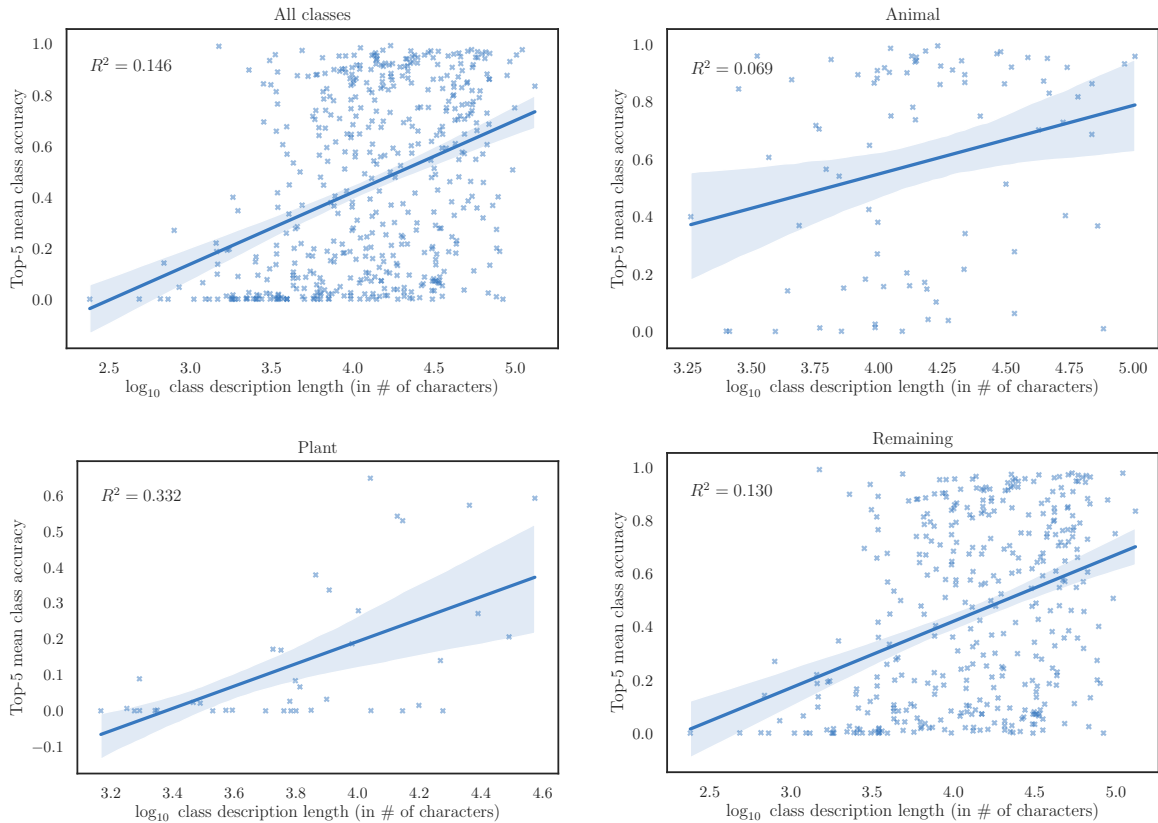 All classes
R² = 0.146
Top-5 mean class accuracy
1.0
0.8
0.6
0.4
0.2
0.0
2.5 3.0 3.5 4.0 4.5 5.0
log₁₀ class description length (in # of characters)
Animal
R² = 0.069
Top-5 mean class accuracy
1.0
0.8
0.6
0.4
0.2
0.0
3.25 3.50 3.75 4.00 4.25 4.50 4.75 5.00
log₁₀ class description length (in # of characters)
Plant
R² = 0.332
Top-5 mean class accuracy
0.6
0.5
0.4
0.3
0.2
0.1
0.0
−0.1
3.2 3.4 3.6 3.8 4.0 4.2 4.4 4.6
log₁₀ class description length (in # of characters)
Remaining
R² = 0.130
Top-5 mean class accuracy
1.0
0.8
0.6
0.4
0.2
0.0
2.5 3.0 3.5 4.0 4.5 5.0
log₁₀ class description length (in # of characters)